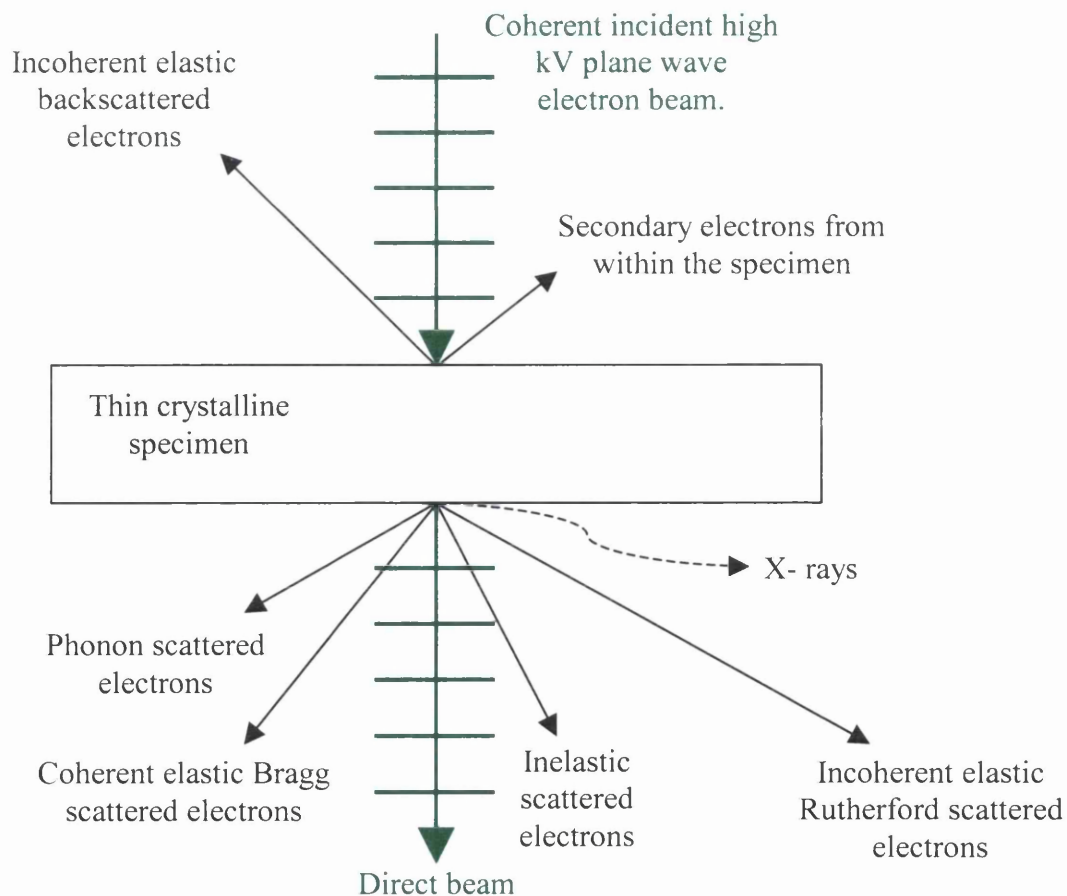 Coherent incident high
kV plane wave
electron beam.
Incoherent elastic
backscattered
electrons
Secondary electrons from
within the specimen
Thin crystalline
specimen
X- rays
Phonon scattered
electrons
Coherent elastic Bragg
scattered electrons
Inelastic
scattered
electrons
Incoherent elastic
Rutherford scattered
electrons
Direct beam